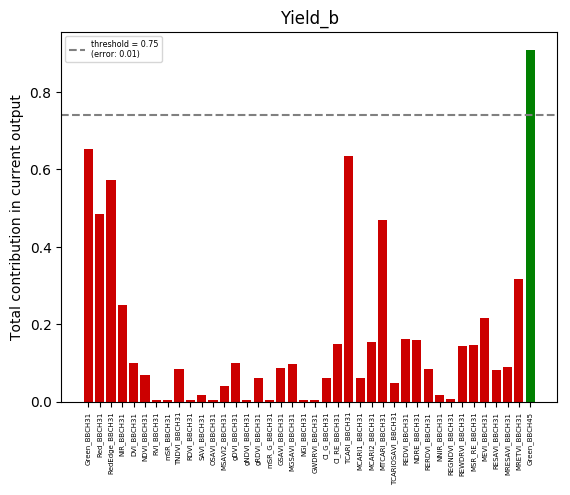 Yield_b
threshold = 0.75
(error: 0.01)
Total contribution in current output
0.8
0.6
0.4
0.2
0.0
Green_BBCH31
Red_BBCH31
RedEdge_BBCH31
NIR_BBCH31
DVI_BBCH31
NDVI_BBCH31
RVI_BBCH31
mSR_BBCH31
TNDVI_BBCH31
RDVI_BBCH31
SAVI_BBCH31
OSAVI_BBCH31
MSAVI2_BBCH31
gDVI_BBCH31
gNDVI_BBCH31
gRDVI_BBCH31
mSR_G_BBCH31
GSAVI_BBCH31
MGSAVI_BBCH31
NGI_BBCH31
GWDRVI_BBCH31
CI_G_BBCH31
CI_RE_BBCH31
TCARI_BBCH31
MCARI1_BBCH31
MCARI2_BBCH31
MTCARI_BBCH31
TCARIOSAVI_BBCH31
REDVI_BBCH31
NDRE_BBCH31
RERDVI_BBCH31
NNIR_BBCH31
REGNDVI_BBCH31
REWDRVI_BBCH31
MSR_RE_BBCH31
MEVI_BBCH31
RESAVI_BBCH31
MRESAVI_BBCH31
MRETVI_BBCH31
Green_BBCH45